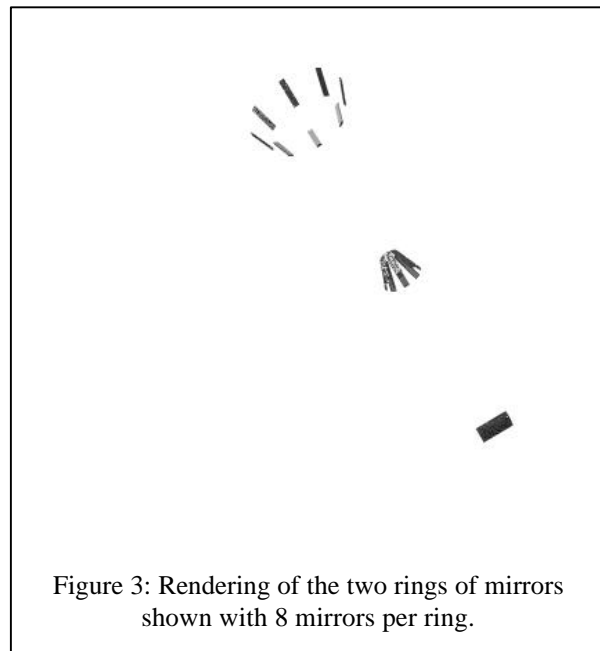 Figure 3: Rendering of the two rings of mirrors
shown with 8 mirrors per ring.